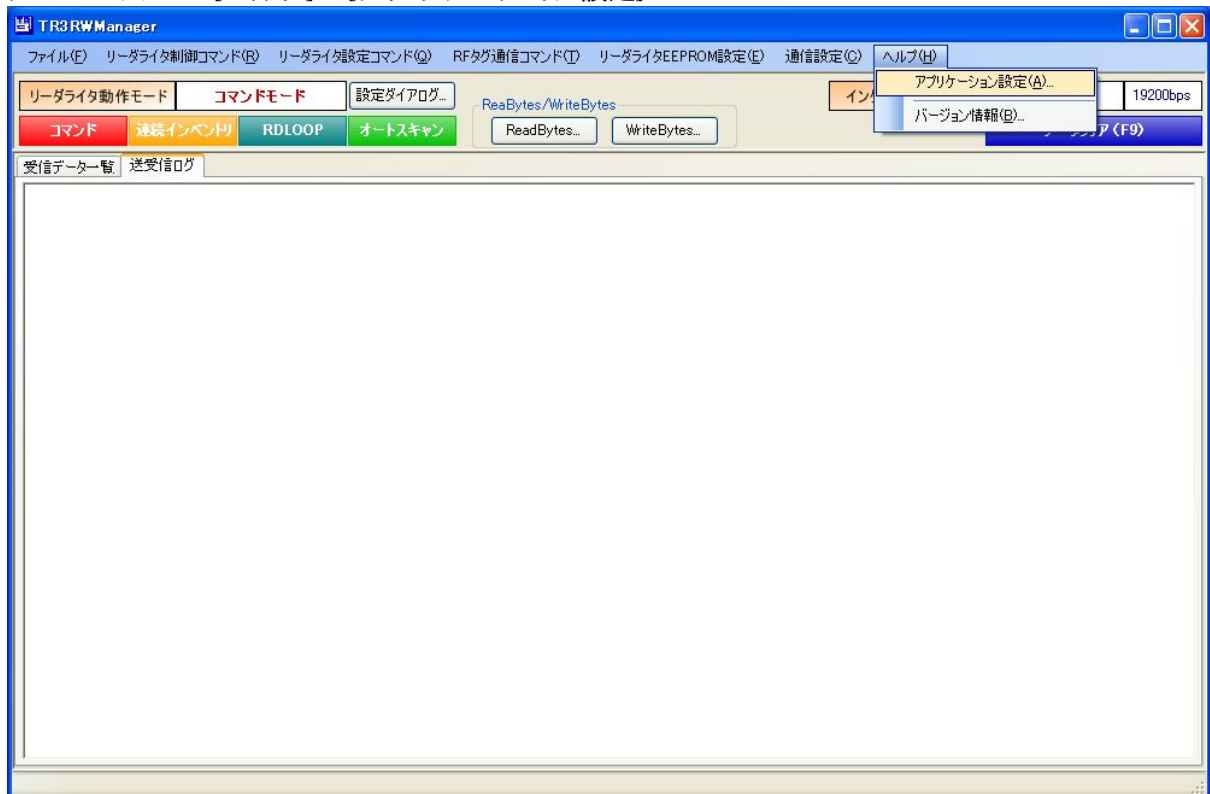 TR3RWManager
ファイル(F) リーダライタ制御コマンド(R) リーダライタ設定コマンド(Q) RFタグ通信コマンド(T) リーダライタEEPROM設定(E) 通信設定(C) ヘルプ(H)
アプリケーション設定(A)...
バージョン情報(B)...
リーダライタ動作モード コマンドモード 設定ダイアログ... ReaBytes/WriteBytes 19200bps
コマンド 連続インベントリ RDLOOP オートスキャン ReadBytes... WriteBytes... (F9)
受信データ一覧 送受信ログ